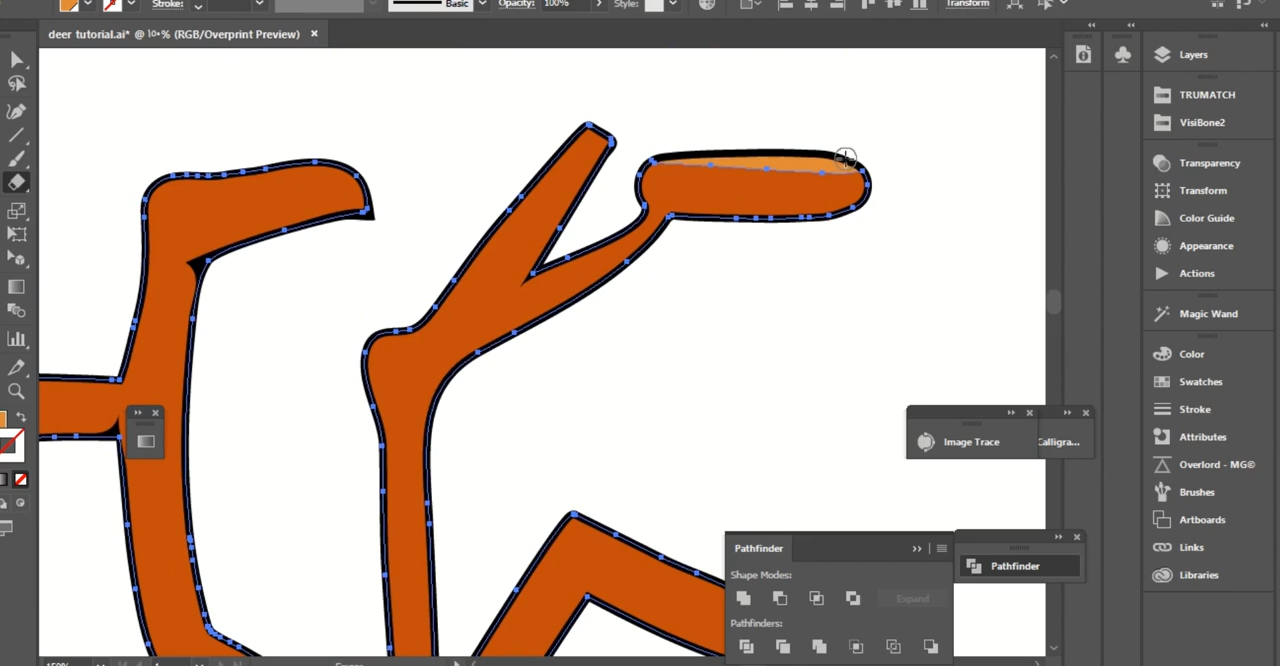 Stroke:
Basic
Opacity: 100%
Style:
Transform
deer tutorial.ai* @ ١٥٠% (RGB/Overprint Preview)
Layers
TRUMATCH
VisiBone2
Transparency
Transform
Color Guide
Appearance
Actions
Magic Wand
Color
Swatches
Stroke
Image Trace
Calligra...
Attributes
Overlord - MG©
Brushes
Artboards
Pathfinder
Links
Pathfinder
Shape Modes:
Libraries
Expand
Pathfinders: